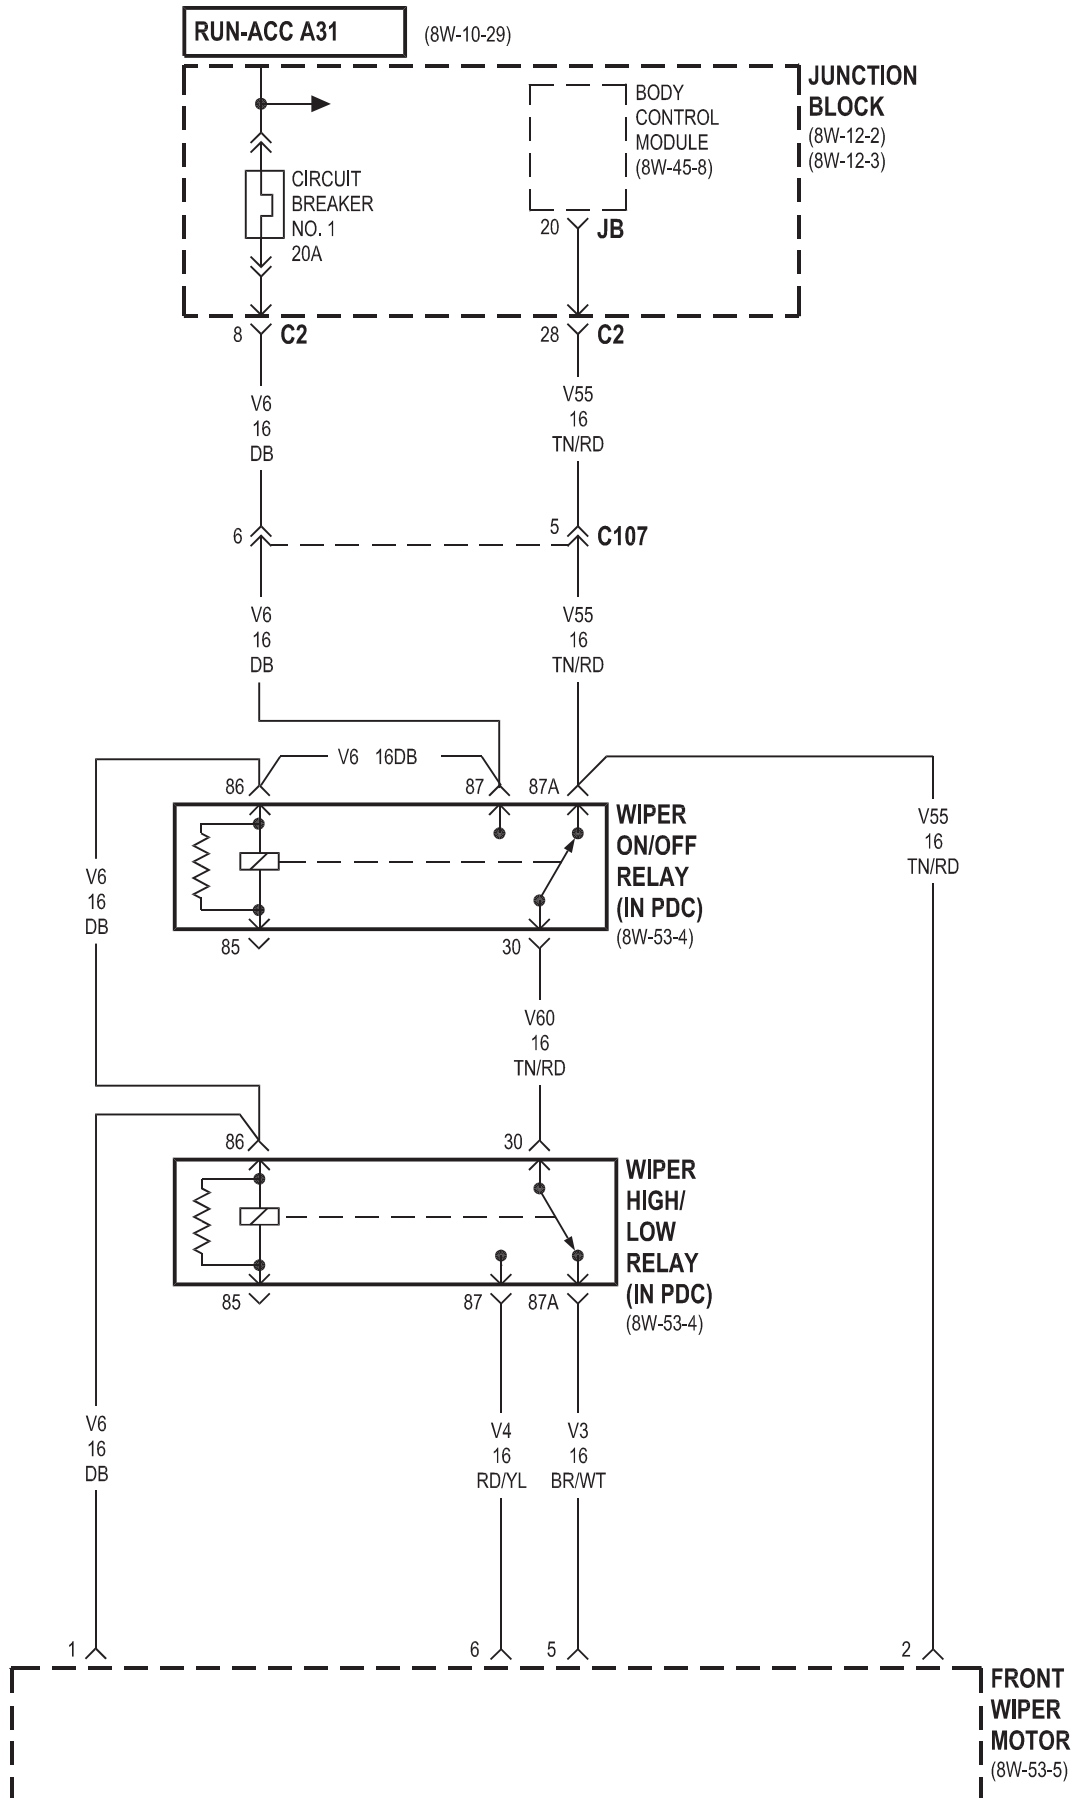 RUN-ACC A31
(8W-10-29)
JUNCTION
BLOCK
(8W-12-2)
(8W-12-3)
BODY
CONTROL
MODULE
(8W-45-8)
CIRCUIT
BREAKER
NO. 1
20A
20
JB
8
C2
28
C2
V6
16
DB
V55
16
TN/RD
6
5
C107
V6
16
DB
V55
16
TN/RD
V6 16DB
86
87
87A
WIPER
ON/OFF
RELAY
(IN PDC)
(8W-53-4)
V55
16
TN/RD
V6
16
DB
85
30
V60
16
TN/RD
86
30
WIPER
HIGH/
LOW
RELAY
(IN PDC)
(8W-53-4)
85
87
87A
V6
16
DB
V4
16
RD/YL
V3
16
BR/WT
1
6
5
2
FRONT
WIPER
MOTOR
(8W-53-5)